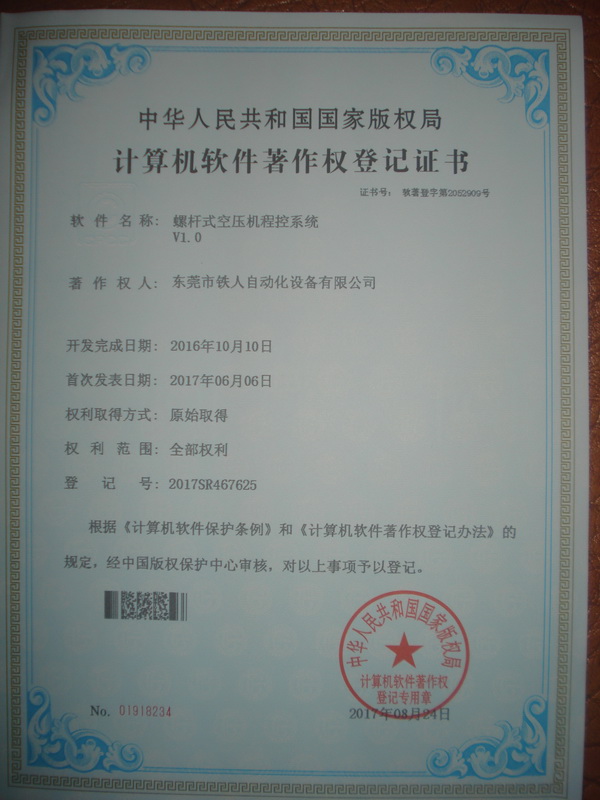 中华人民共和国国家版权局
计算机软件著作权登记证书
证书号： 软著登字第2052909号
软件名称： 螺杆式空压机程控系统
V1.0
著作权人： 东莞市铁人自动化设备有限公司
开发完成日期： 2016年10月10日
首次发表日期： 2017年06月06日
权利取得方式： 原始取得
权利范围： 全部权利
登记号： 2017SR467625
根据《计算机软件保护条例》和《计算机软件著作权登记办法》的
规定，经中国版权保护中心审核，对以上事项予以登记。
中华人民共和国国家版权局
计算机软件著作权
登记专用章
No. 01918234
2017年08月24日